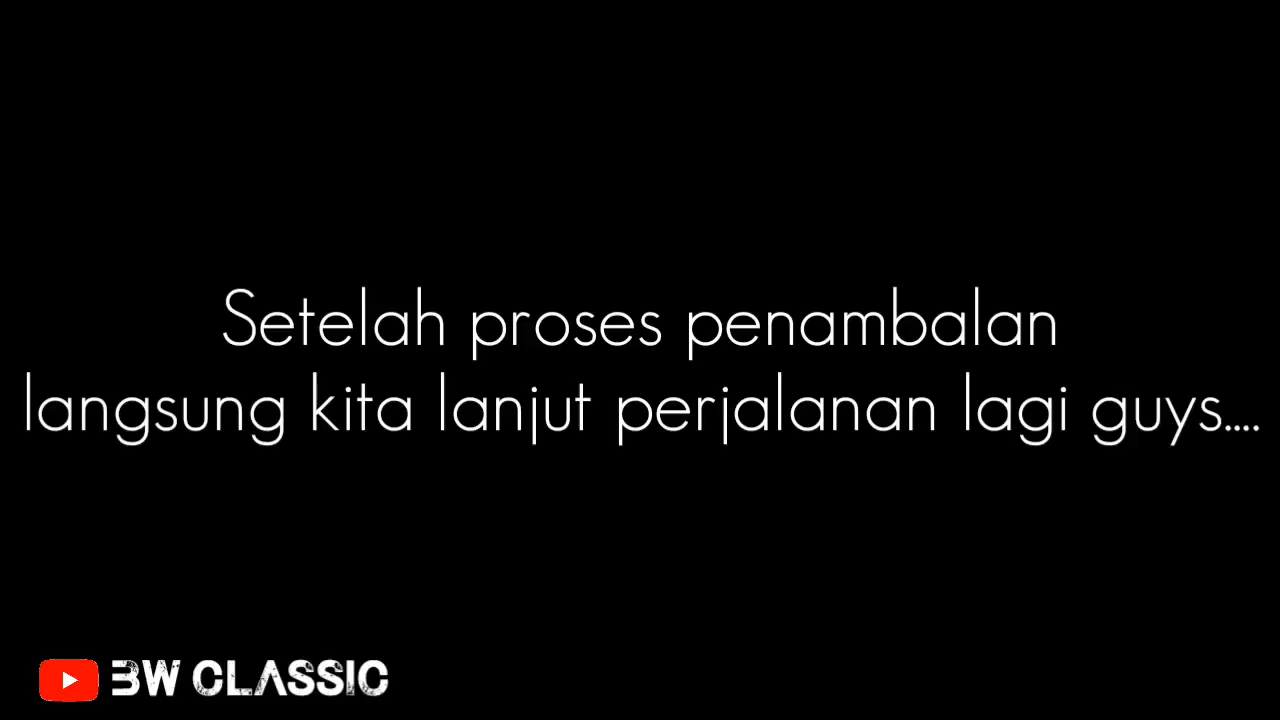 Setelah proses penambalan
langsung kita lanjut perjalanan lagi guys....
BW CLASSIC